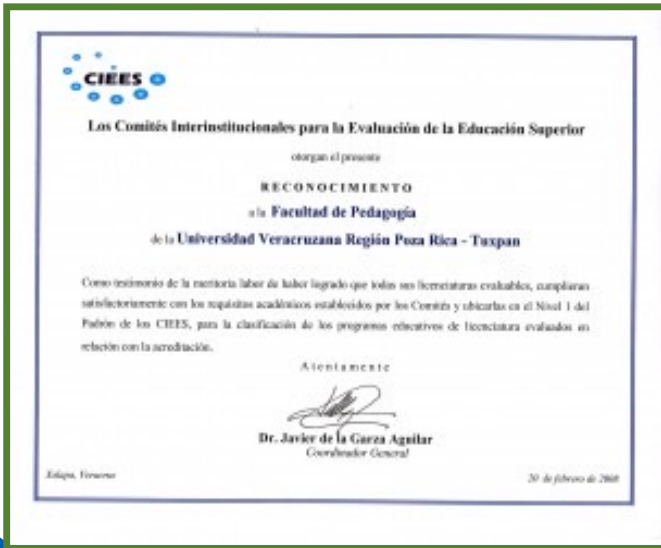 CIEES
Los Comités Interinstitucionales para la Evaluación de la Educación Superior
otorgan el presente
RECONOCIMIENTO
a la Facultad de Pedagogía
de la Universidad Veracruzana Región Poza Rica - Tuxpan
Como testimonio de la meritoria labor de haber logrado que todas sus licenciaturas evaluables, cumplieran
satisfactoriamente con los requisitos académicos establecidos por los Comités y ubicarlas en el Nivel 1 del
Padrón de los CIEES, para la clasificación de los programas educativos de licenciatura evaluados en
relación con la acreditación.
Atentamente
Dr. Javier de la Garza Aguilar
Coordinador General
Xalapa, Veracruz
20 de febrero de 2008